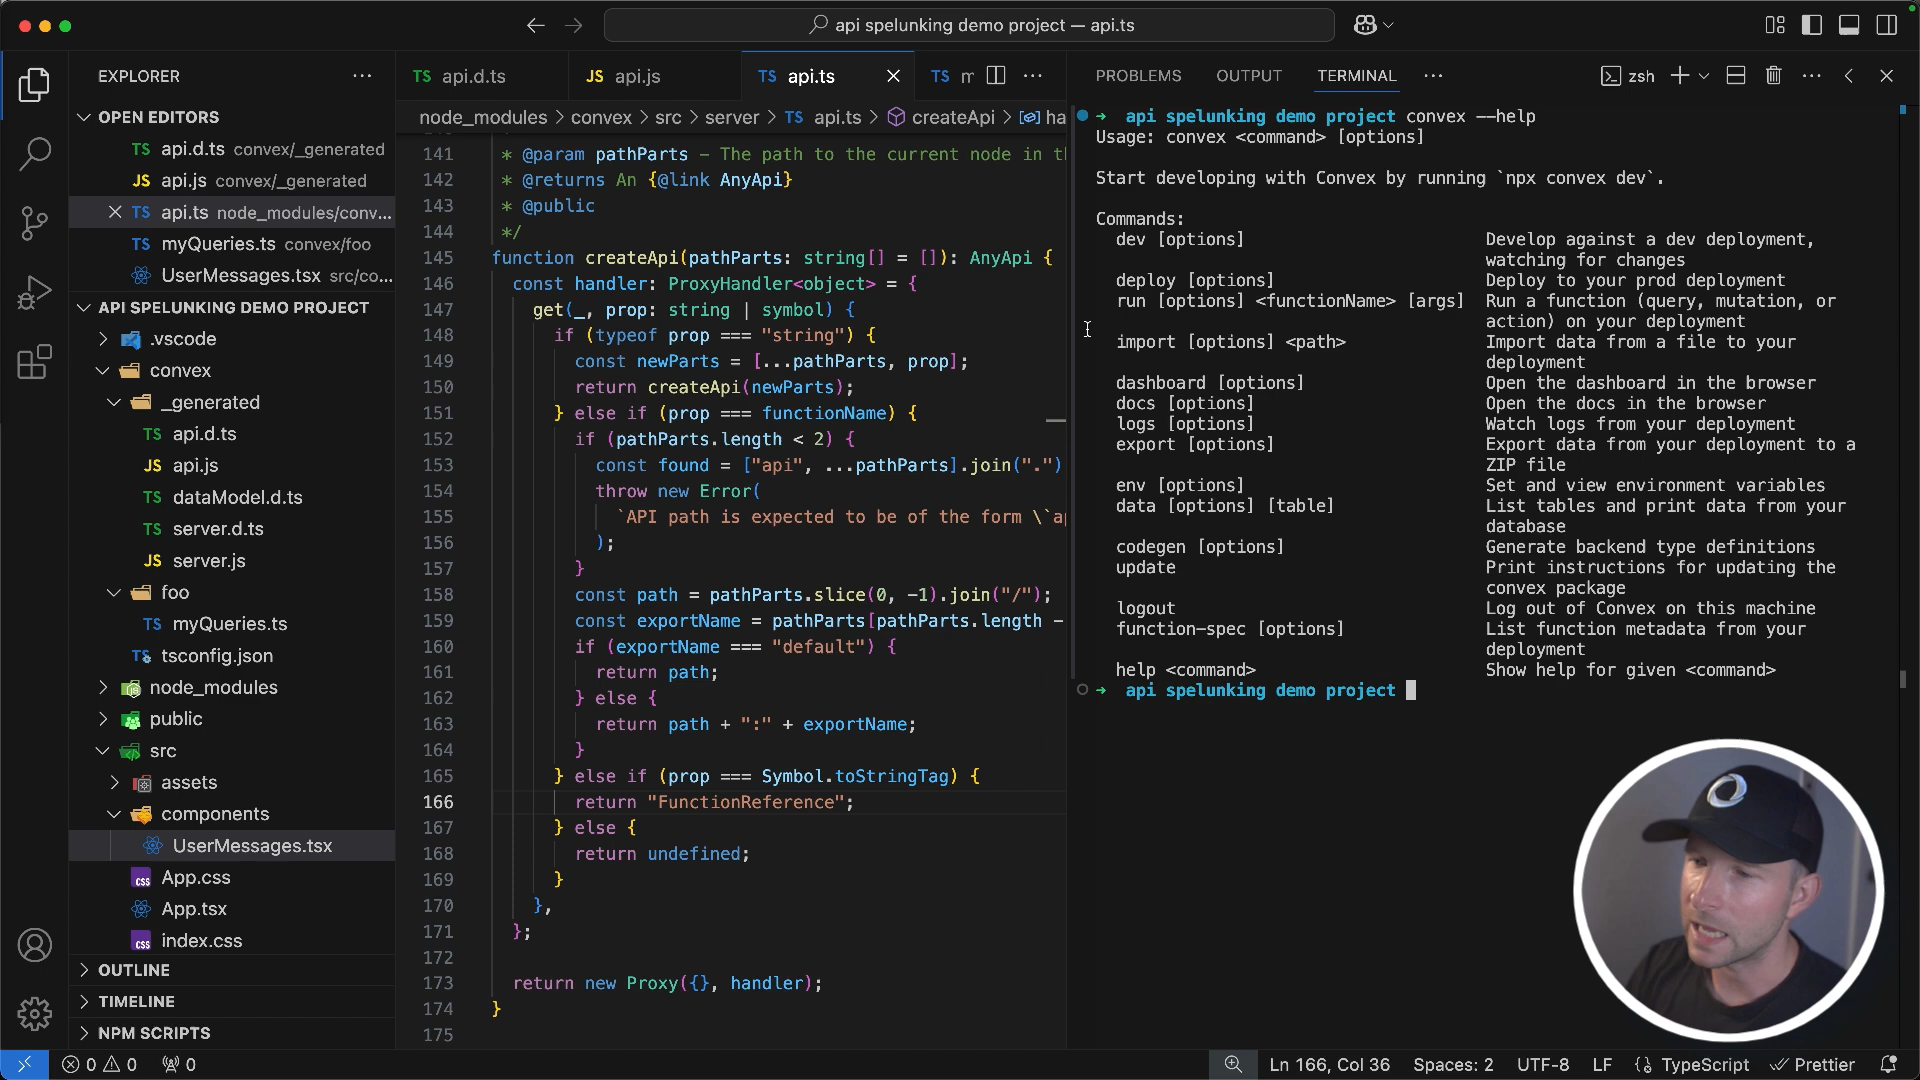 api spelunking demo project — api.ts
EXPLORER
OPEN EDITORS
TS api.d.ts convex/_generated
JS api.js convex/_generated
TS api.ts node_modules/conv...
TS myQueries.ts convex/foo
UserMessages.tsx src/co...
API SPELUNKING DEMO PROJECT
.vscode
convex
_generated
TS api.d.ts
JS api.js
TS dataModel.d.ts
TS server.d.ts
JS server.js
foo
TS myQueries.ts
TS tsconfig.json
node_modules
public
src
assets
components
UserMessages.tsx
css App.css
App.tsx
css index.css
OUTLINE
TIMELINE
NPM SCRIPTS
TS api.d.ts
JS api.js
TS api.ts
TS m
node_modules > convex > src > server > TS api.ts > createApi > ha
141 * @param pathParts – The path to the current node in t
142 * @returns An {@link AnyApi}
143 * @public
144 */
145 function createApi(pathParts: string[] = []): AnyApi {
146 const handler: ProxyHandler<object> = {
147 get(_, prop: string | symbol) {
148 if (typeof prop === "string") {
149 const newParts = [...pathParts, prop];
150 return createApi(newParts);
151 } else if (prop === functionName) {
152 if (pathParts.length < 2) {
153 const found = ["api", ...pathParts].join(".")
154 throw new Error(
155 `API path is expected to be of the form \`a
156 );
157 }
158 const path = pathParts.slice(0, -1).join("/");
159 const exportName = pathParts[pathParts.length -
160 if (exportName === "default") {
161 return path;
162 } else {
163 return path + ":" + exportName;
164 }
165 } else if (prop === Symbol.toStringTag) {
166 return "FunctionReference";
167 } else {
168 return undefined;
169 }
170 },
171 };
172
173 return new Proxy({}, handler);
174 }
175
PROBLEMS OUTPUT TERMINAL
zsh
→ api spelunking demo project convex --help
Usage: convex <command> [options]
Start developing with Convex by running `npx convex dev`.
Commands:
dev [options] Develop against a dev deployment,
watching for changes
deploy [options] Deploy to your prod deployment
run [options] <functionName> [args] Run a function (query, mutation, or
action) on your deployment
import [options] <path> Import data from a file to your
deployment
dashboard [options] Open the dashboard in the browser
docs [options] Open the docs in the browser
logs [options] Watch logs from your deployment
export [options] Export data from your deployment to a
ZIP file
env [options] Set and view environment variables
data [options] [table] List tables and print data from your
database
codegen [options] Generate backend type definitions
update Print instructions for updating the
convex package
logout Log out of Convex on this machine
function-spec [options] List function metadata from your
deployment
help <command> Show help for given <command>
→ api spelunking demo project
0 0 0
Ln 166, Col 36 Spaces: 2 UTF-8 LF {} TypeScript Prettier